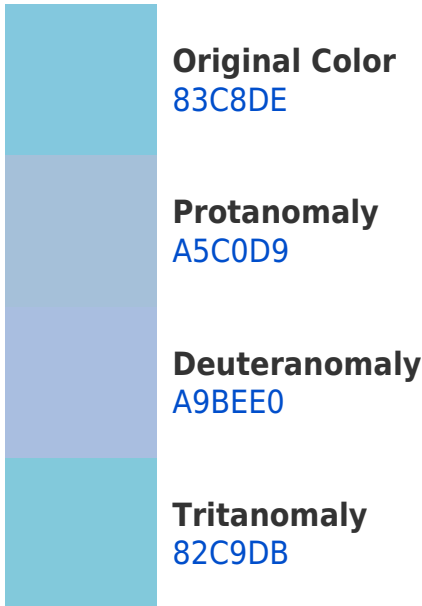 Original Color
83C8DE
Protanomaly
A5C0D9
Deuteranomaly
A9BEE0
Tritanomaly
82C9DB